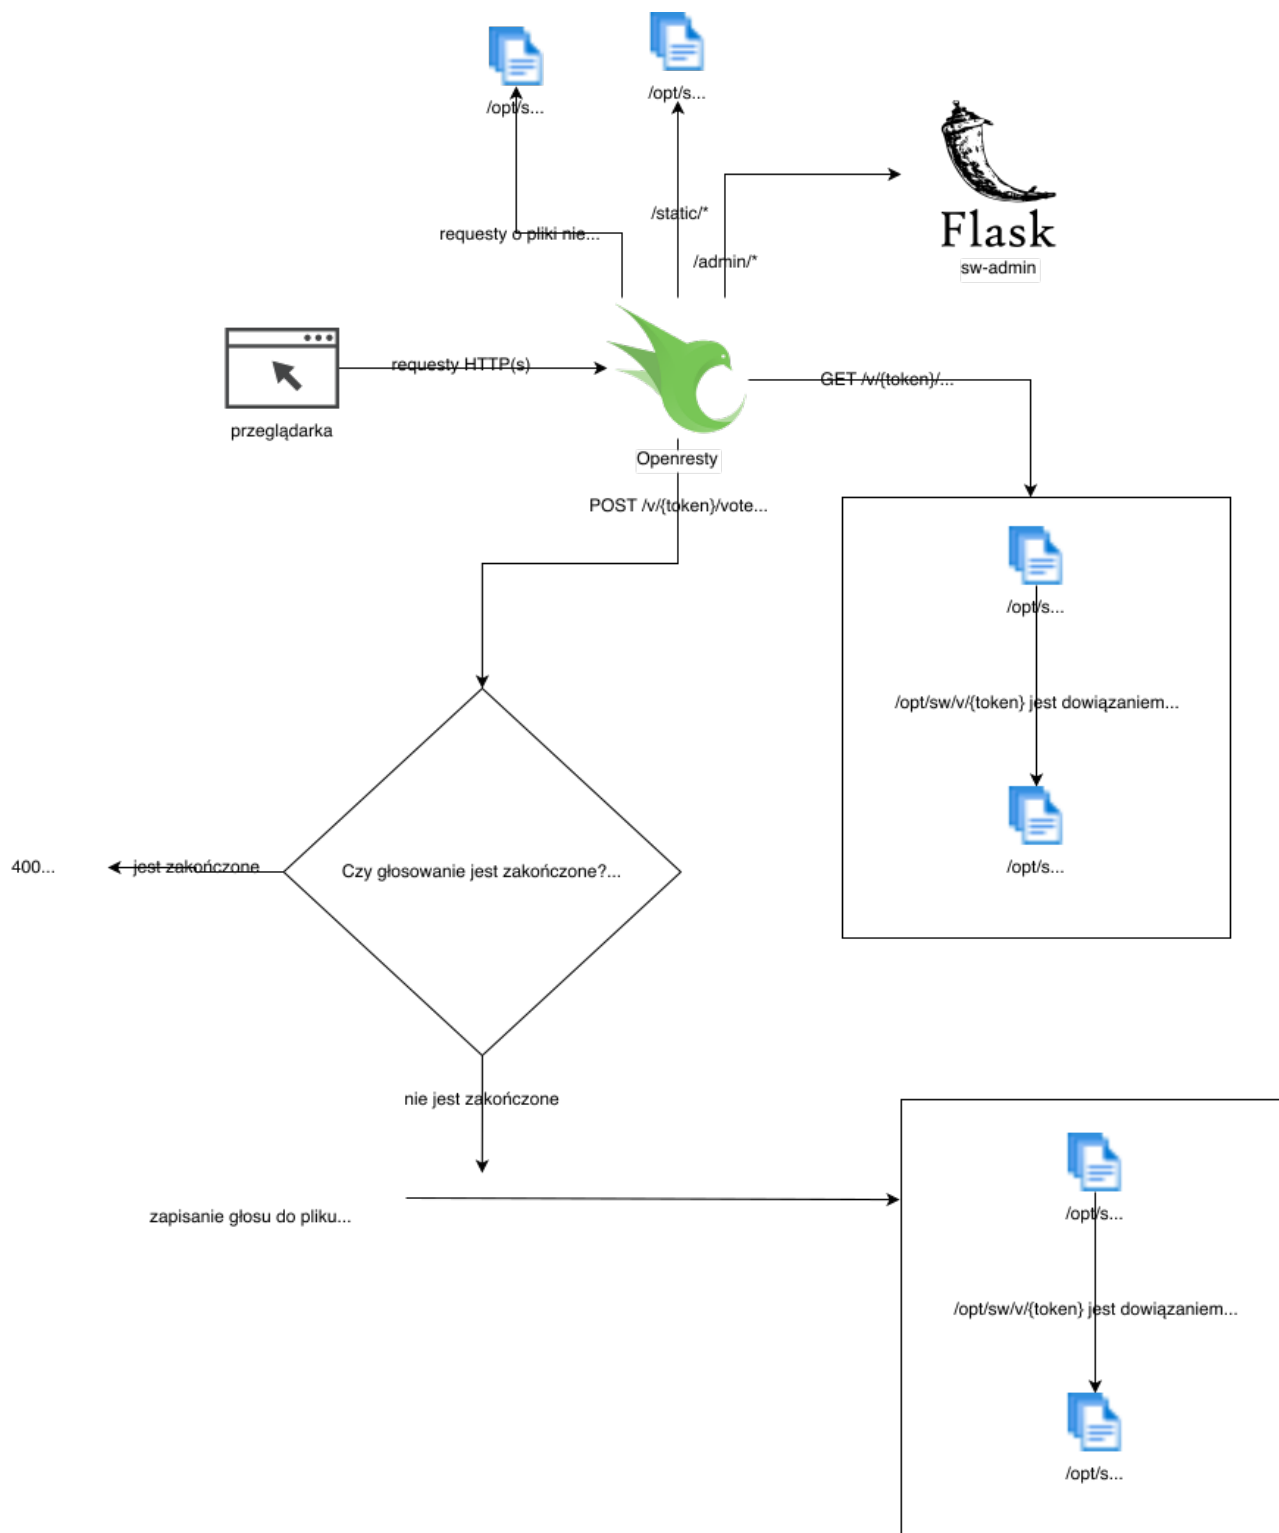 /opt/s...
/opt/s...
/static/*
requesty o pliki nie...
/admin/*
Flask
sw-admin
requesty HTTP(s)
GET /v/{token}/...
przeglądarka
Openresty
POST /v/{token}/vote...
/opt/s...
/opt/sw/v/{token} jest dowiązaniem...
/opt/s...
400...
jest zakończone
Czy głosowanie jest zakończone?...
nie jest zakończone
zapisanie głosu do pliku...
/opt/s...
/opt/sw/v/{token} jest dowiązaniem...
/opt/s...